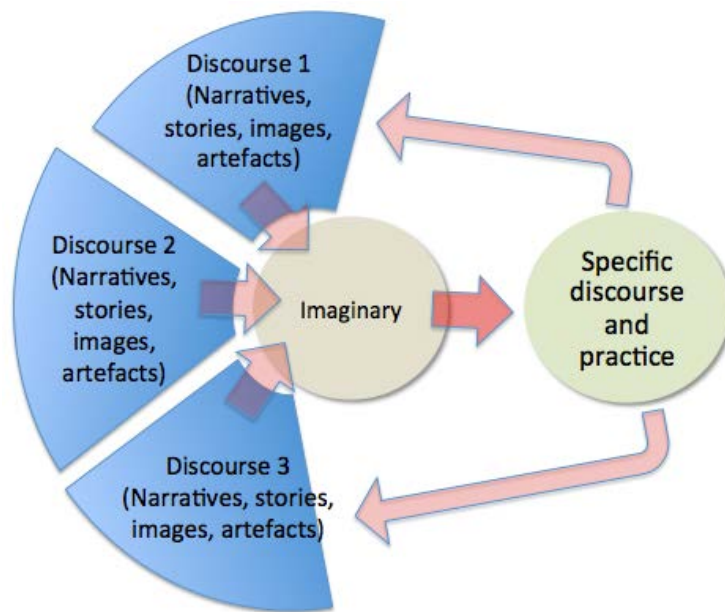 Discourse 1
(Narratives,
stories, images,
artefacts)
Discourse 2
(Narratives,
stories,
images,
artefacts)
Discourse 3
(Narratives, stories,
images, artefacts)
Imaginary
Specific
discourse
and
practice